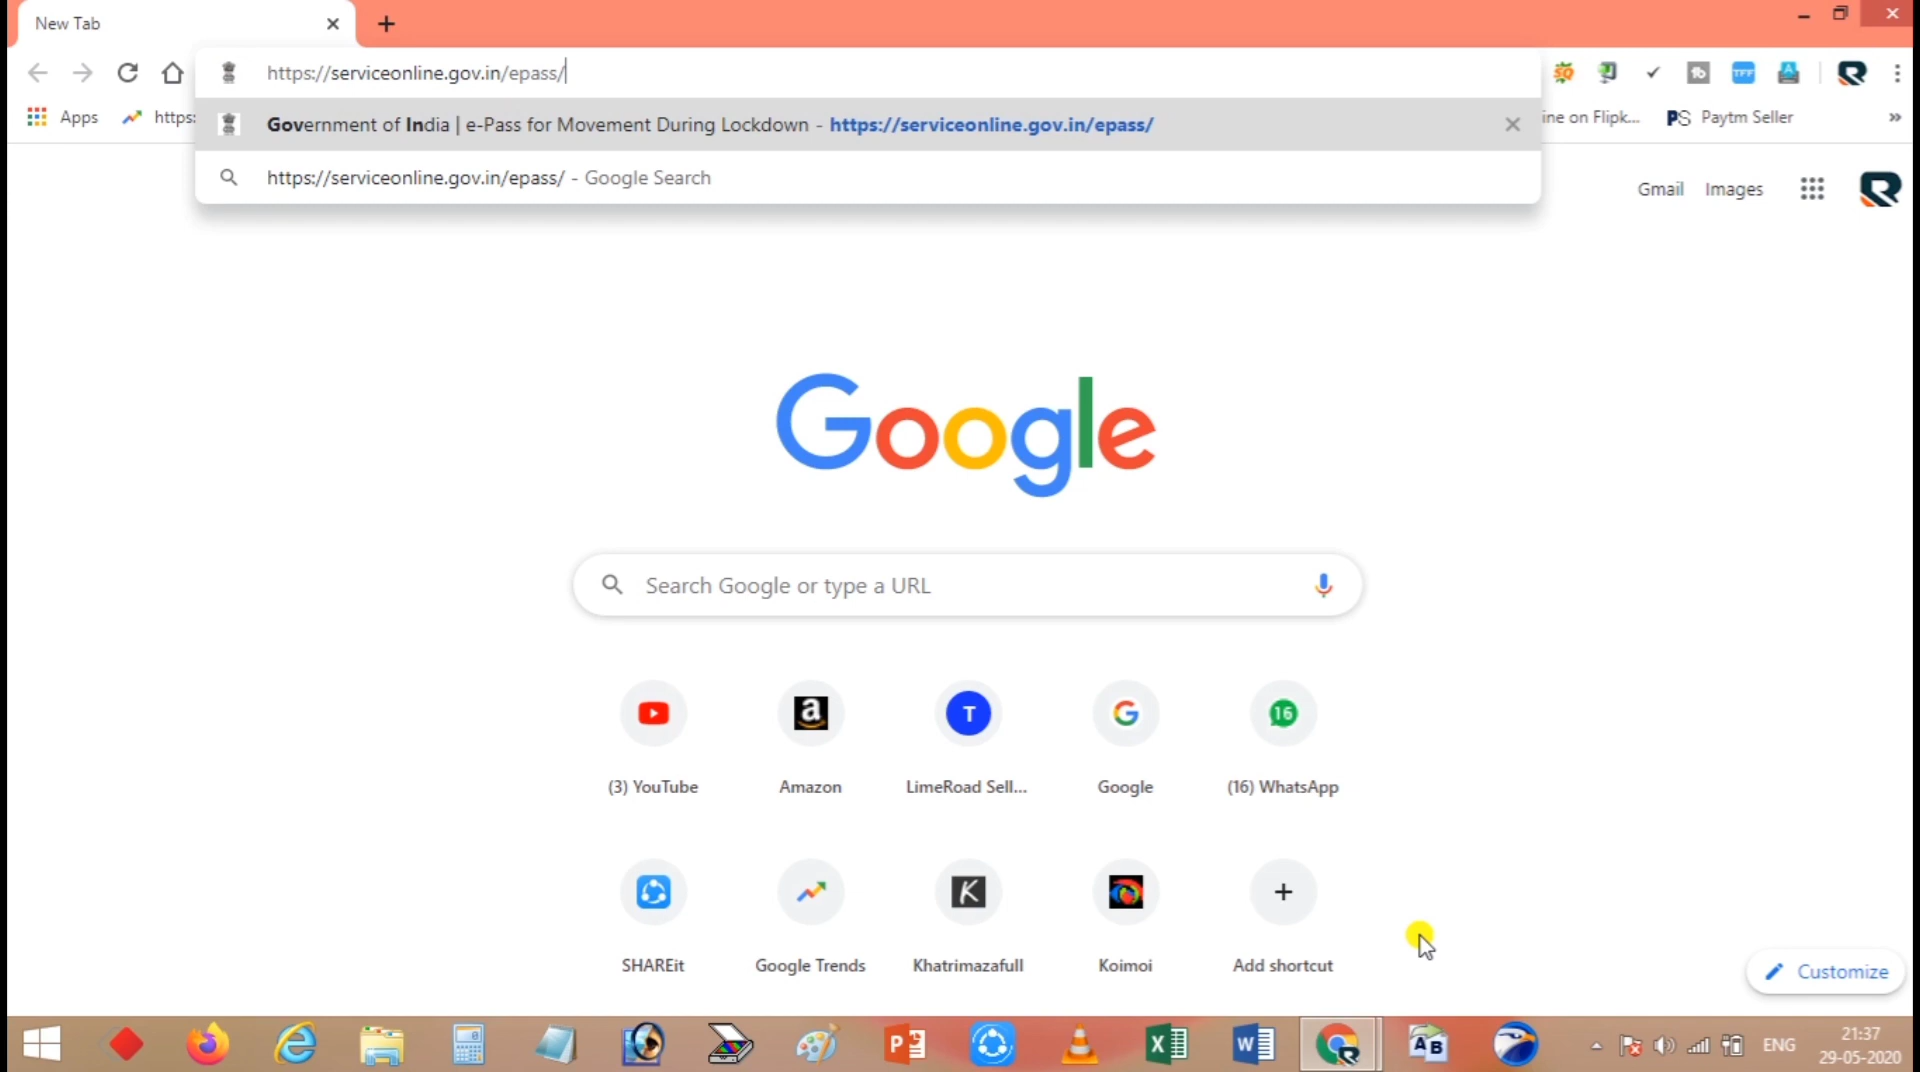 New Tab
https://serviceonline.gov.in/epass/
Apps
https:
ine on Flipk...
PS Paytm Seller
»
Government of India | e-Pass for Movement During Lockdown - https://serviceonline.gov.in/epass/
https://serviceonline.gov.in/epass/ - Google Search
Gmail Images
Google
Search Google or type a URL
T
16
(3) YouTube
Amazon
LimeRoad Sell...
Google
(16) WhatsApp
SHAREit
Google Trends
Khatrimazafull
Koimoi
Add shortcut
Customize
ENG
21:37
29-05-2020